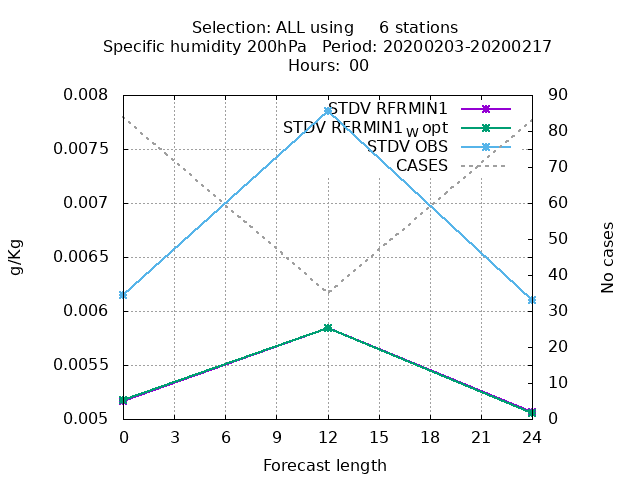 Selection: ALL using     6 stations
Specific humidity 200hPa   Period: 20200203-20200217
Hours: 00
0.008
0.0075
0.007
0.0065
0.006
0.0055
0.005
g/Kg
STDV RFRMIN1
STDV RFRMIN1 w opt
STDV OBS
CASES
90
80
70
60
50
40
30
20
10
0
No cases
0 3 6 9 12 15 18 21 24
Forecast length